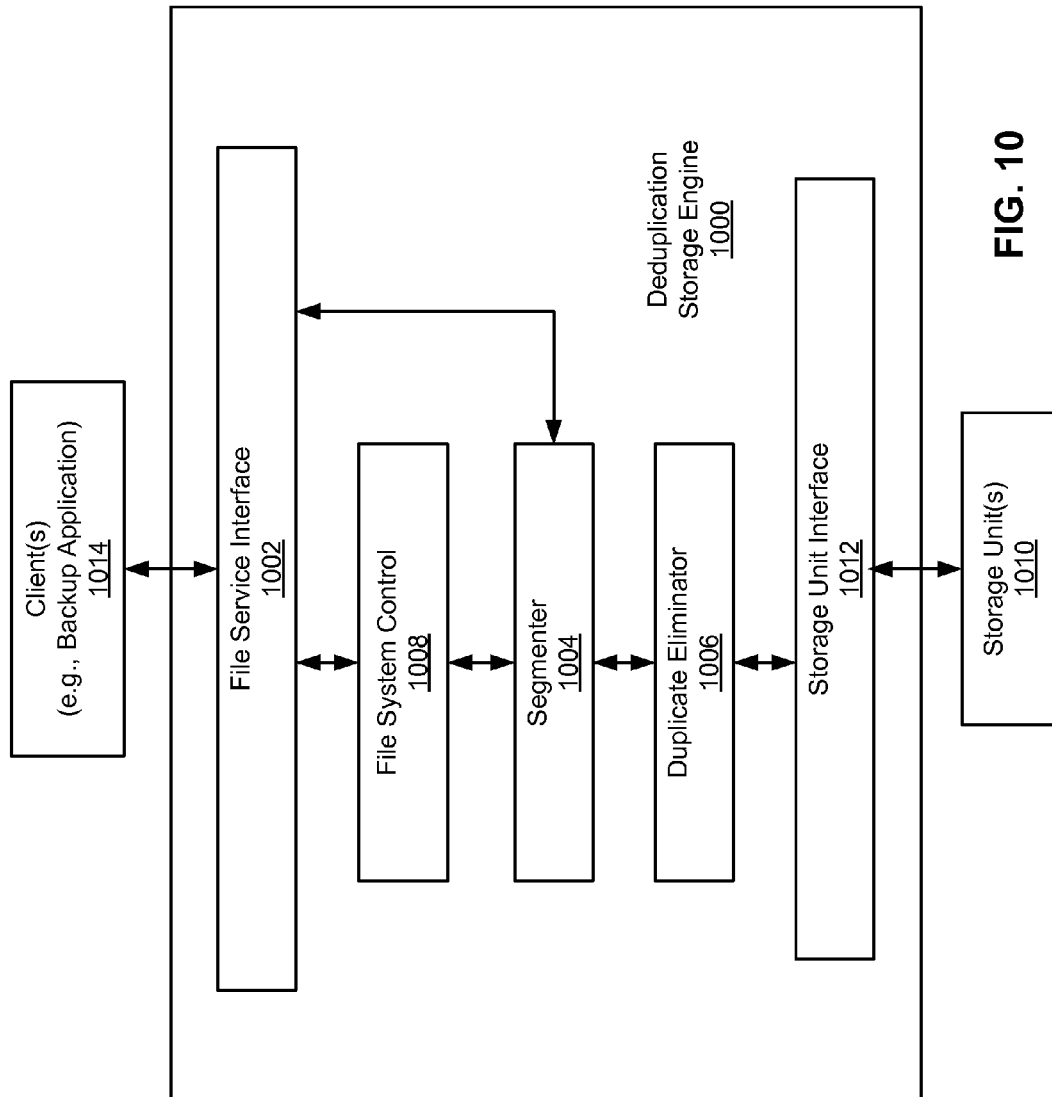 Client(s)
(e.g., Backup Application)
1014
File Service Interface
1002
File System Control
1008
Segmenter
1004
Duplicate Eliminator
1006
Deduplication
Storage Engine
1000
Storage Unit Interface
1012
Storage Unit(s)
1010
FIG. 10